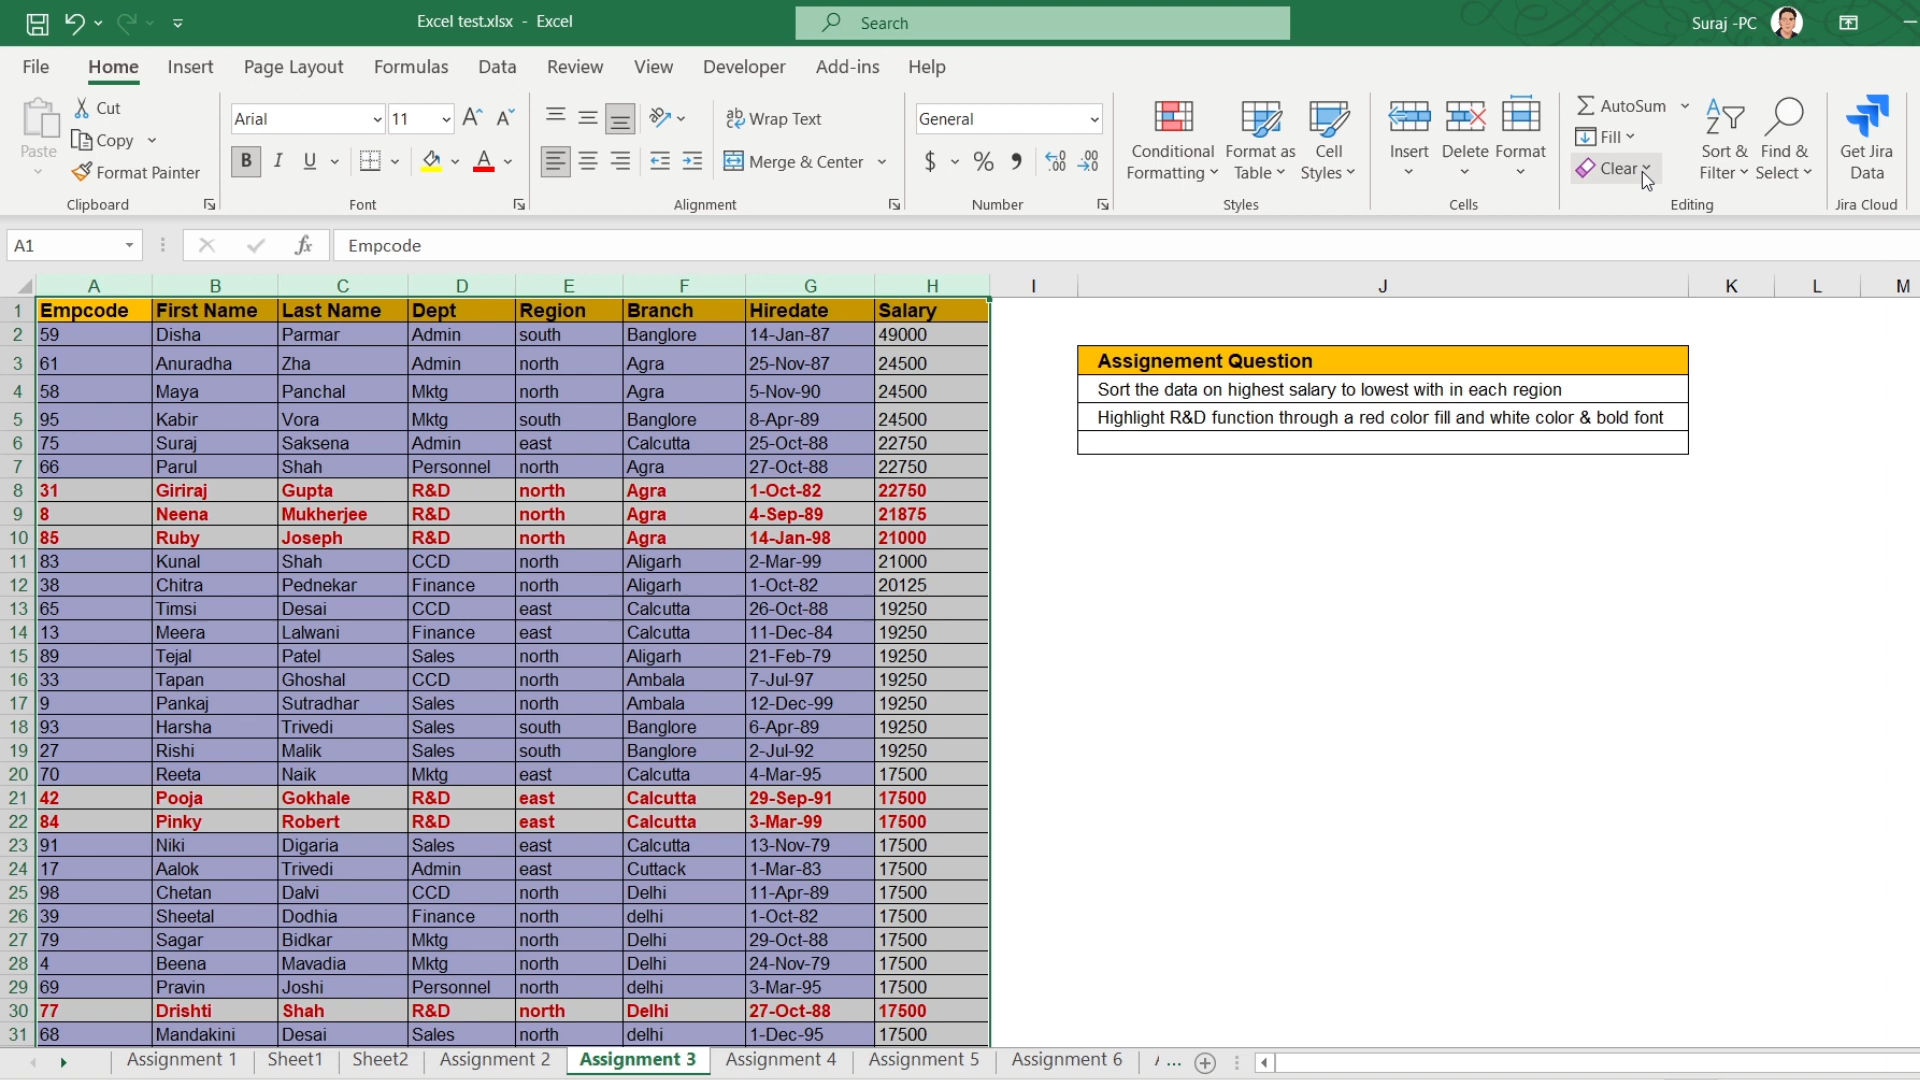 Excel test.xlsx - Excel
Search
Suraj -PC
File Home Insert Page Layout Formulas Data Review View Developer Add-ins Help
Paste
Cut
Copy
Format Painter
Clipboard
Arial 11
B I U A
Font
ab Wrap Text
Merge & Center
Alignment
General
$ % 9 .00 .00
Number
Conditional Formatting
Format as Table
Cell Styles
Styles
Insert Delete Format
Cells
AutoSum
Fill
Clear
Sort & Filter
Find & Select
Editing
Get Jira Data
Jira Cloud
A1 fx Empcode
A B C D E F G H I J K L M
1 Empcode First Name Last Name Dept Region Branch Hiredate Salary
2 59 Disha Parmar Admin south Banglore 14-Jan-87 49000
3 61 Anuradha Zha Admin north Agra 25-Nov-87 24500
4 58 Maya Panchal Mktg north Agra 5-Nov-90 24500
5 95 Kabir Vora Mktg south Banglore 8-Apr-89 24500
6 75 Suraj Saksena Admin east Calcutta 25-Oct-88 22750
7 66 Parul Shah Personnel north Agra 27-Oct-88 22750
8 31 Giriraj Gupta R&D north Agra 1-Oct-82 22750
9 8 Neena Mukherjee R&D north Agra 4-Sep-89 21875
10 85 Ruby Joseph R&D north Agra 14-Jan-98 21000
11 83 Kunal Shah CCD north Aligarh 2-Mar-99 21000
12 38 Chitra Pednekar Finance north Aligarh 1-Oct-82 20125
13 65 Timsi Desai CCD east Calcutta 26-Oct-88 19250
14 13 Meera Lalwani Finance east Calcutta 11-Dec-84 19250
15 89 Tejal Patel Sales north Aligarh 21-Feb-79 19250
16 33 Tapan Ghoshal CCD north Ambala 7-Jul-97 19250
17 9 Pankaj Sutradhar Sales north Ambala 12-Dec-99 19250
18 93 Harsha Trivedi Sales south Banglore 6-Apr-89 19250
19 27 Rishi Malik Sales south Banglore 2-Jul-92 19250
20 70 Reeta Naik Mktg east Calcutta 4-Mar-95 17500
21 42 Pooja Gokhale R&D east Calcutta 29-Sep-91 17500
22 84 Pinky Robert R&D east Calcutta 3-Mar-99 17500
23 91 Niki Digaria Sales east Calcutta 13-Nov-79 17500
24 17 Aalok Trivedi Admin east Cuttack 1-Mar-83 17500
25 98 Chetan Dalvi CCD north Delhi 11-Apr-89 17500
26 39 Sheetal Dodhia Finance north delhi 1-Oct-82 17500
27 79 Sagar Bidkar Mktg north Delhi 29-Oct-88 17500
28 4 Beena Mavadia Mktg north Delhi 24-Nov-79 17500
29 69 Pravin Joshi Personnel north delhi 3-Mar-95 17500
30 77 Drishti Shah R&D north Delhi 27-Oct-88 17500
31 68 Mandakini Desai Sales north delhi 1-Dec-95 17500
Assignement Question
Sort the data on highest salary to lowest with in each region
Highlight R&D function through a red color fill and white color & bold font
Assignment 1 Sheet1 Sheet2 Assignment 2 Assignment 3 Assignment 4 Assignment 5 Assignment 6 ...